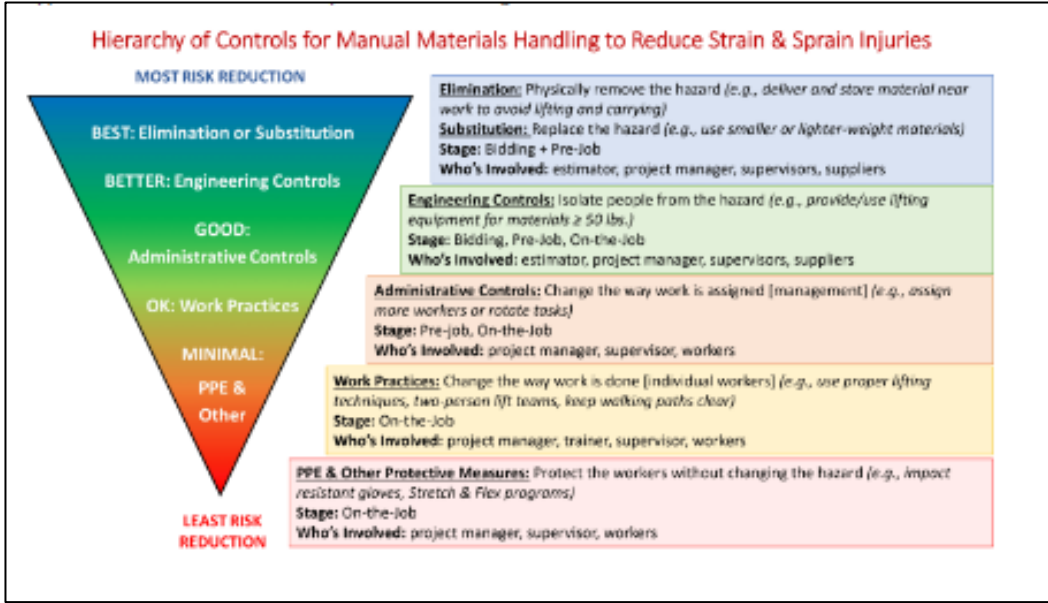 Hierarchy of Controls for Manual Materials Handling to Reduce Strain & Sprain Injuries
MOST RISK REDUCTION
BEST: Elimination or Substitution
BETTER: Engineering Controls
GOOD:
Administrative Controls
OK: Work Practices
MINIMAL:
PPE &
Other
LEAST RISK
REDUCTION
Elimination: Physically remove the hazard (e.g., deliver and store material near
work to avoid lifting and carrying)
Substitution: Replace the hazard (e.g., use smaller or lighter-weight materials)
Stage: Bidding + Pre-Job
Who's Involved: estimator, project manager, supervisors, suppliers
Engineering Controls: Isolate people from the hazard (e.g., provide/use lifting
equipment for materials ≥ 50 lbs.)
Stage: Bidding, Pre-Job, On-the-Job
Who's Involved: estimator, project manager, supervisors, suppliers
Administrative Controls: Change the way work is assigned [management] (e.g., assign
more workers or rotate tasks)
Stage: Pre-job, On-the-Job
Who's Involved: project manager, supervisor, workers
Work Practices: Change the way work is done [individual workers] (e.g., use proper lifting
techniques, two-person lift teams, keep walking paths clear)
Stage: On-the-Job
Who's Involved: project manager, trainer, supervisor, workers
PPE & Other Protective Measures: Protect the workers without changing the hazard (e.g., impact
resistant gloves, Stretch & Flex programs)
Stage: On-the-Job
Who's Involved: project manager, supervisor, workers